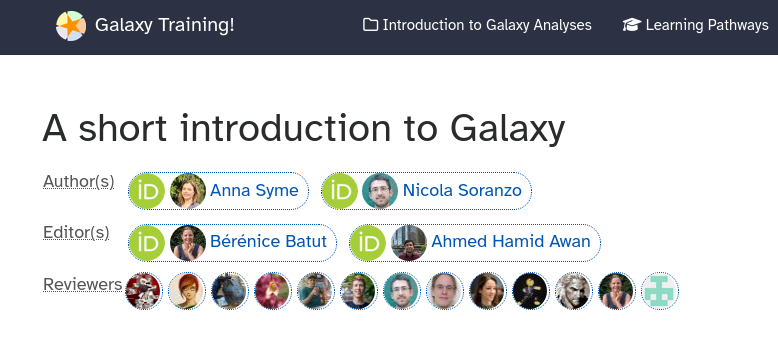 Galaxy Training! Introduction to Galaxy Analyses Learning Pathways
A short introduction to Galaxy
Author(s) iD Anna Syme iD Nicola Soranzo
Editor(s) iD Bérénice Batut iD Ahmed Hamid Awan
Reviewers